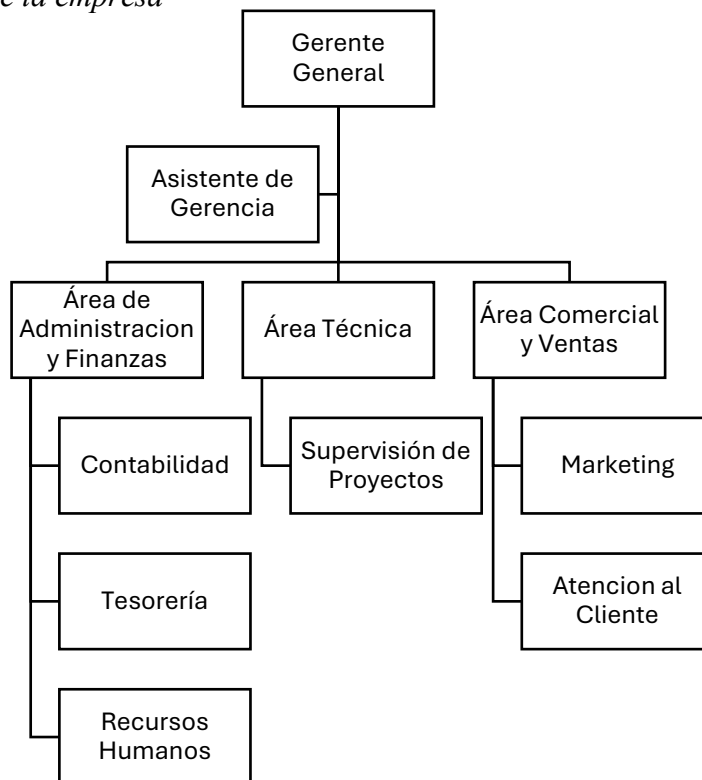 e la empresa
Gerente
General
Asistente de
Gerencia
Área de
Administracion
y Finanzas
Área Técnica
Área Comercial
y Ventas
Contabilidad
Supervisión de
Proyectos
Marketing
Tesorería
Atencion al
Cliente
Recursos
Humanos